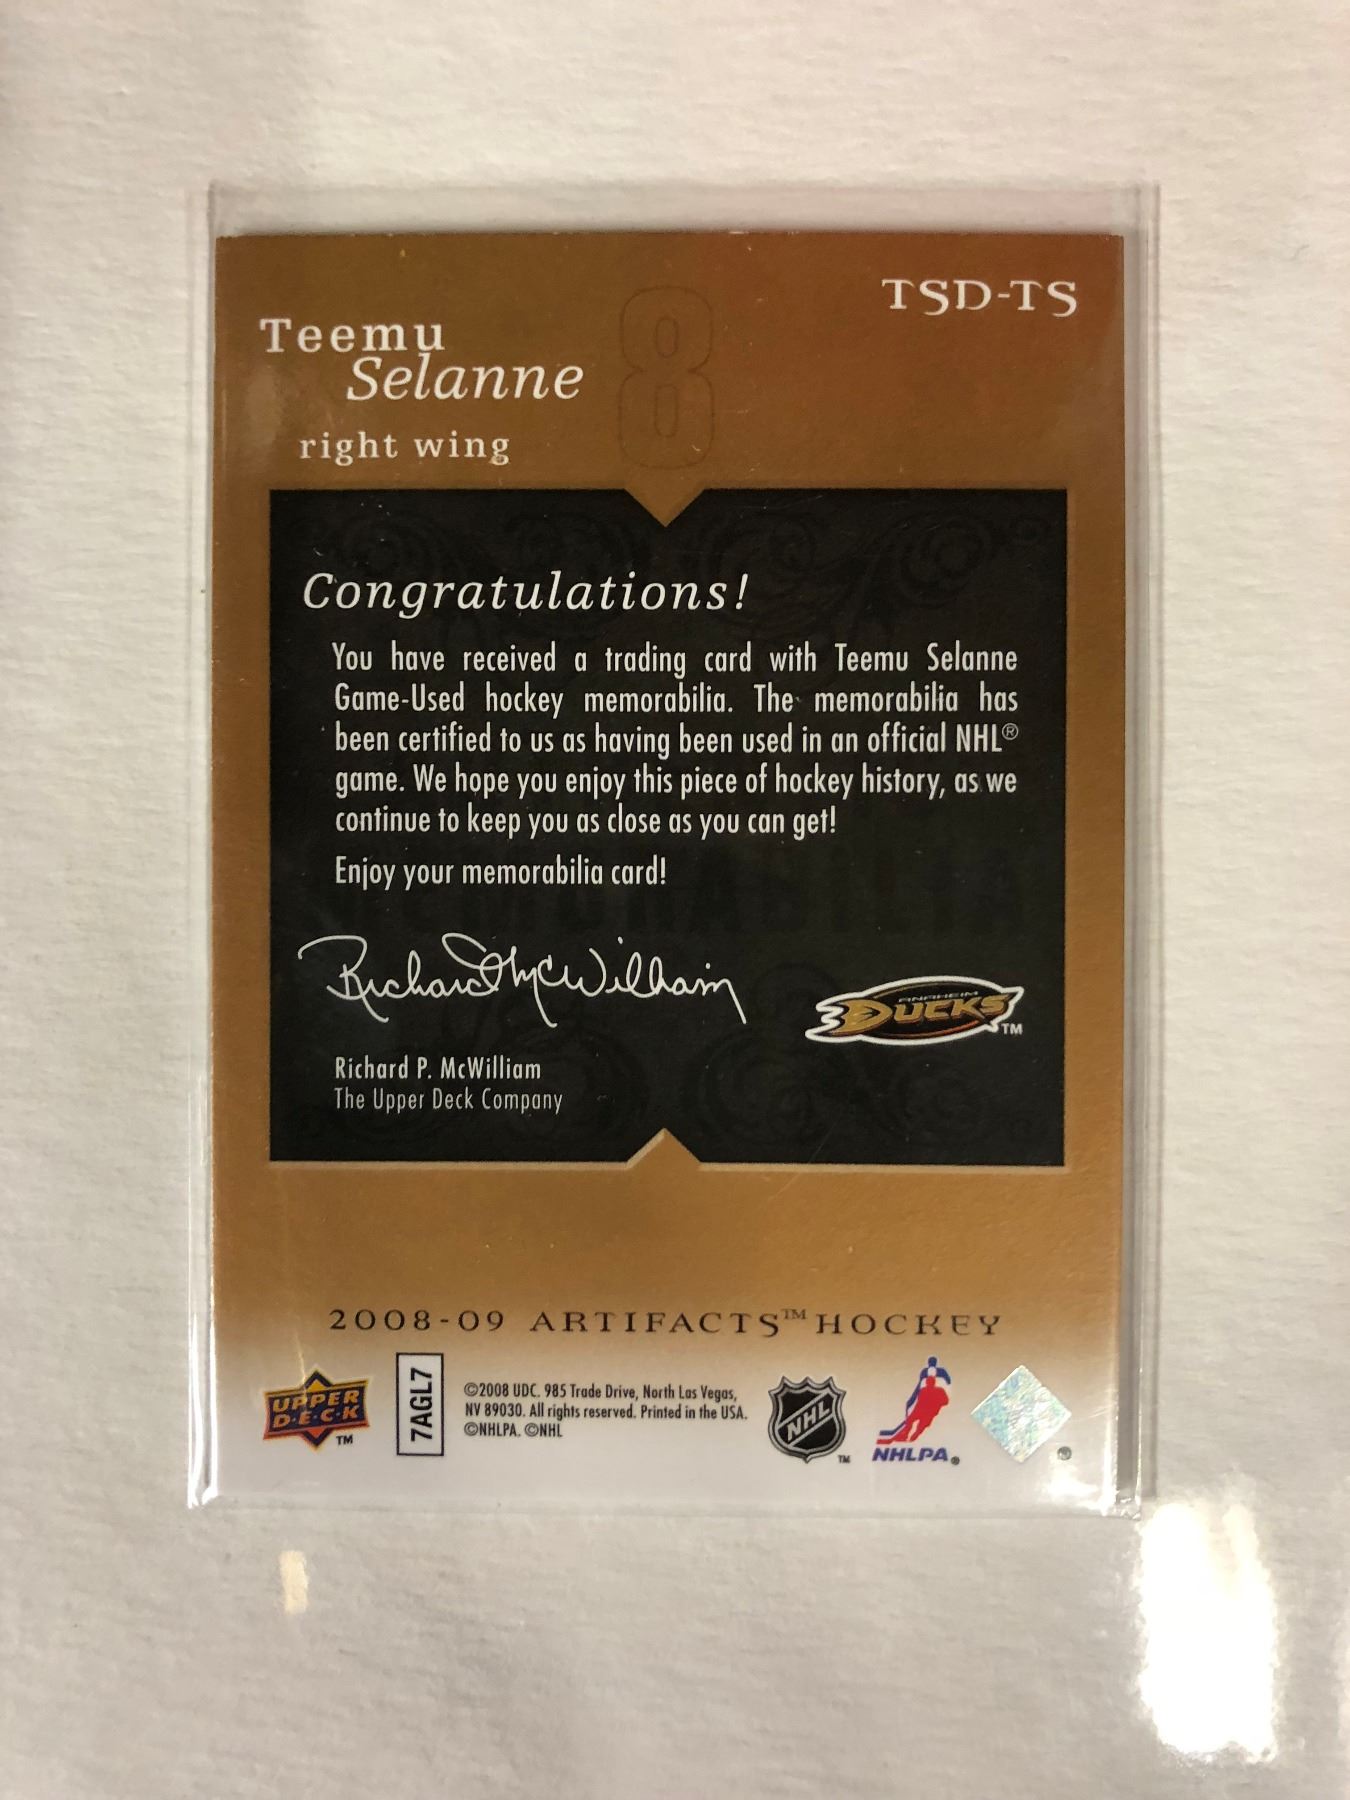 TSD-TS
8
Teemu
Selanne
right wing
Congratulations!
You have received a trading card with Teemu Selanne
Game-Used hockey memorabilia. The memorabilia has
been certified to us as having been used in an official NHL®
game. We hope you enjoy this piece of hockey history, as we
continue to keep you as close as you can get!
Enjoy your memorabilia card!
MEMORABILIA
Richard McWilliam
ANAHEIM
DUCKS™
Richard P. McWilliam
The Upper Deck Company
2008-09 ARTIFACTS™ HOCKEY
UPPER
D·E·C·K
™
7AGL7
©2008 UDC. 985 Trade Drive, North Las Vegas,
NV 89030. All rights reserved. Printed in the USA.
©NHLPA. ©NHL
NHL
™
NHLPA®
®